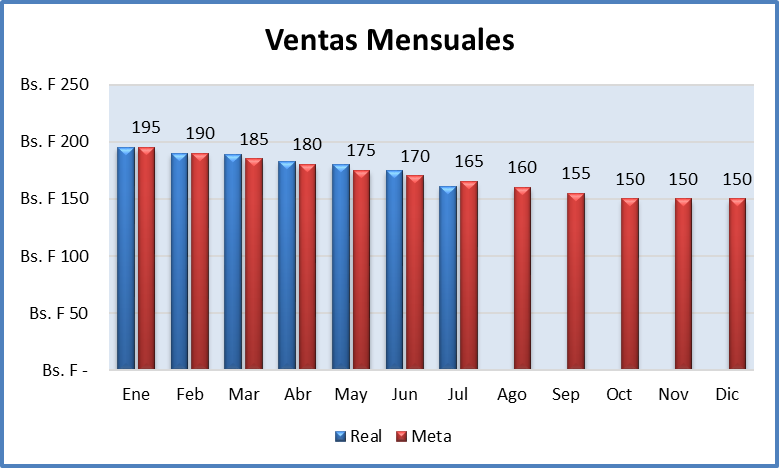 Ventas Mensuales
Bs. F 250
Bs. F 200
Bs. F 150
Bs. F 100
Bs. F 50
Bs. F -
195 190 185 180 175 170 165 160 155 150 150 150
Ene Feb Mar Abr May Jun Jul Ago Sep Oct Nov Dic
Real Meta